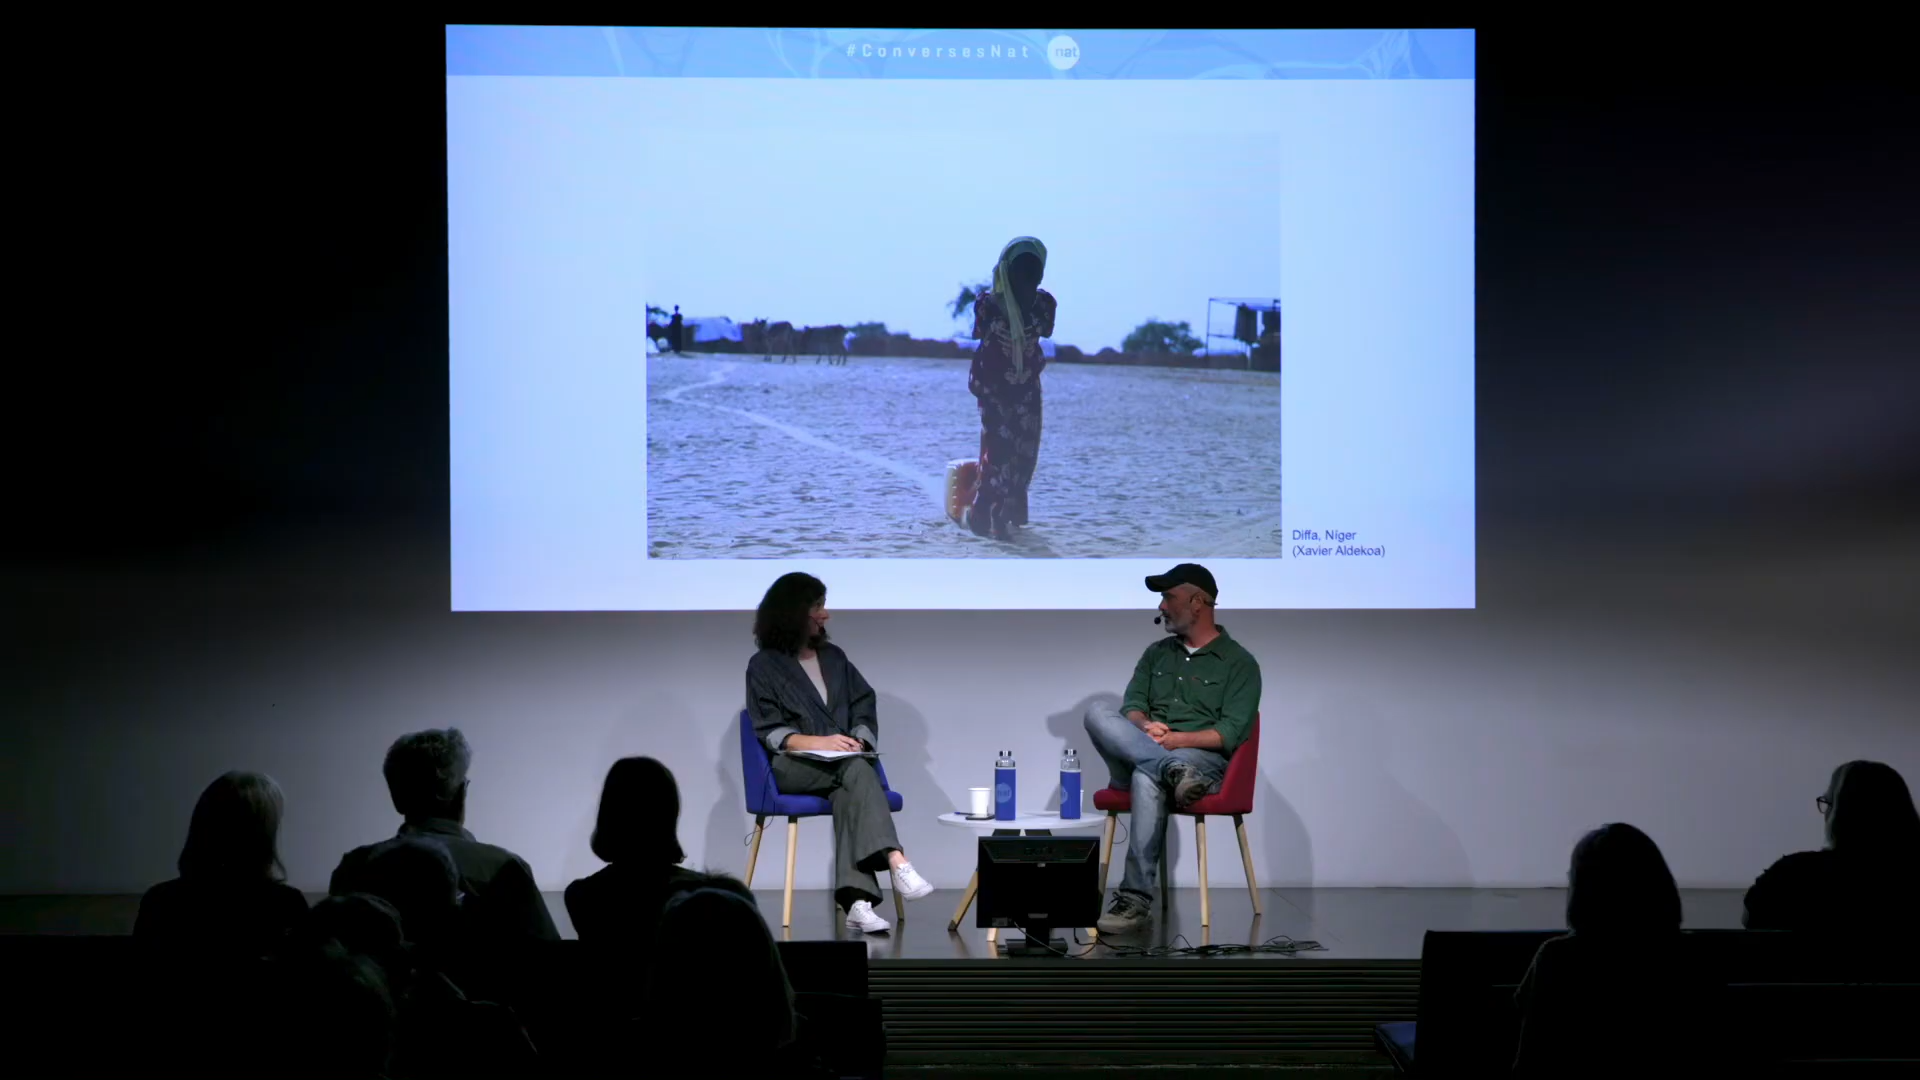 #ConversesNat
nat
Diffa, Níger
(Xavier Aldekoa)